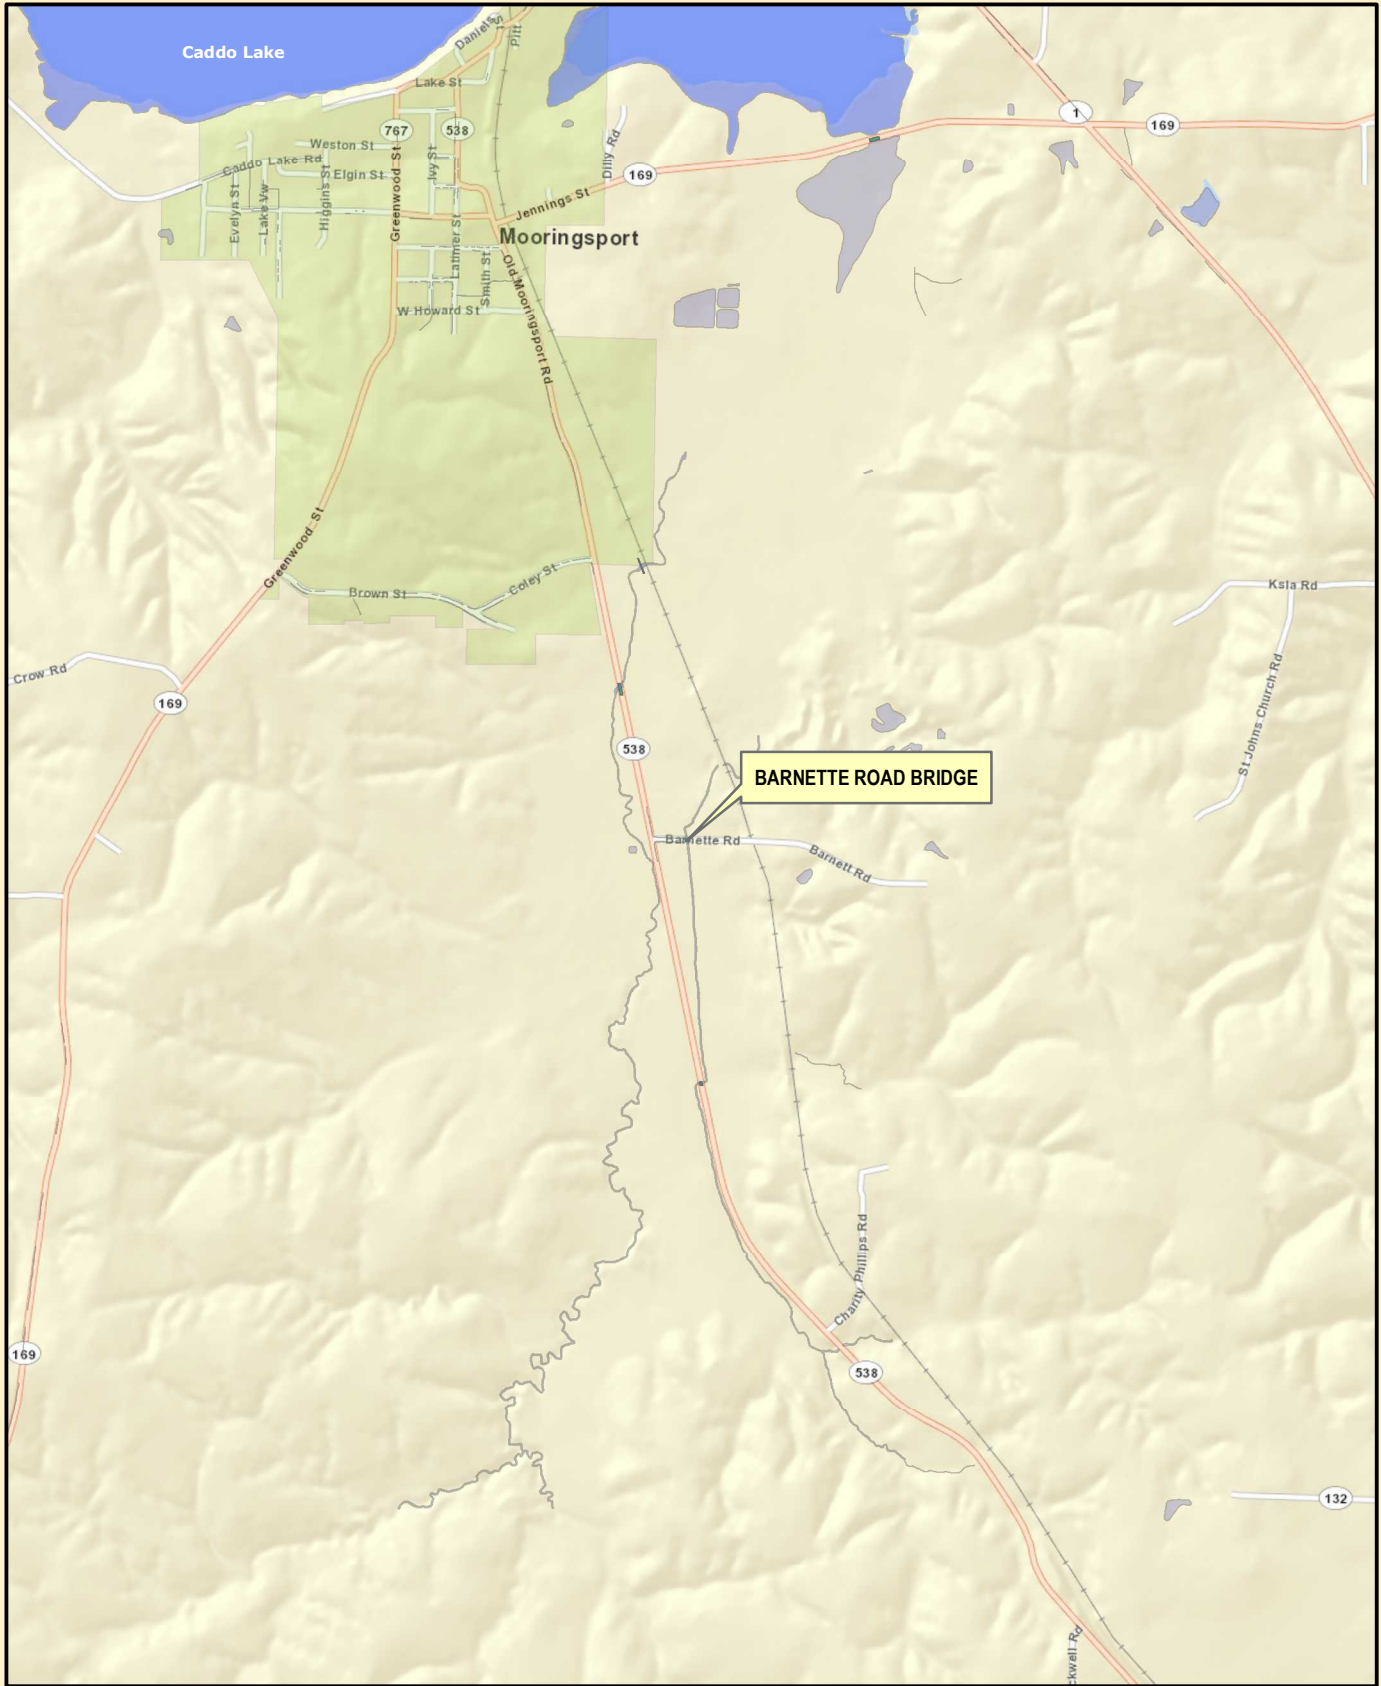 Caddo Lake
Daniels
St
Pitt
Lake St
767
538
1
169
Weston St
Ivy St
Dilly Rd
Caddo Lake Rd
Elgin St
169
Evelyn St
Lake Vw
Higgins St
Greenwood St
Latimer St
Jennings St
Mooringsport
Smith St
Old Mooringsport Rd
W Howard St
Greenwood St
Brown St
Coley St
Ksla Rd
Crow Rd
169
St Johns Church Rd
538
BARNETTE ROAD BRIDGE
Barnette Rd
Barnett Rd
Charity Phillips Rd
169
538
132
ckwell Rd